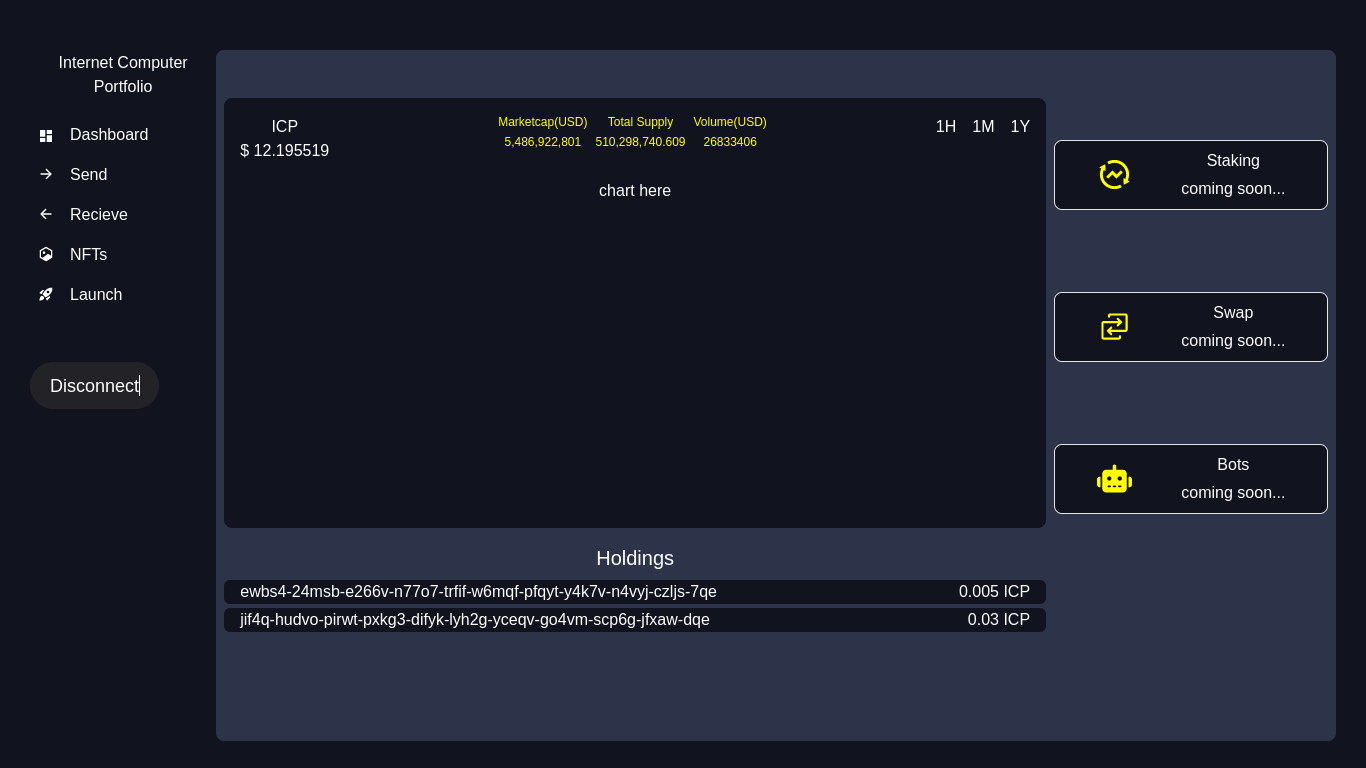 Internet Computer
Portfolio
Dashboard
Send
Recieve
NFTs
Launch
Disconnect
ICP
$ 12.195519
Marketcap(USD) Total Supply Volume(USD)
5,486,922,801 510,298,740.609 26833406
1H 1M 1Y
chart here
Staking
coming soon...
Swap
coming soon...
Bots
coming soon...
Holdings
ewbs4-24msb-e266v-n77o7-trfif-w6mqf-pfqyt-y4k7v-n4vyj-czljs-7qe 0.005 ICP
jif4q-hudvo-pirwt-pxkg3-difyk-lyh2g-yceqv-go4vm-scp6g-jfxaw-dqe 0.03 ICP